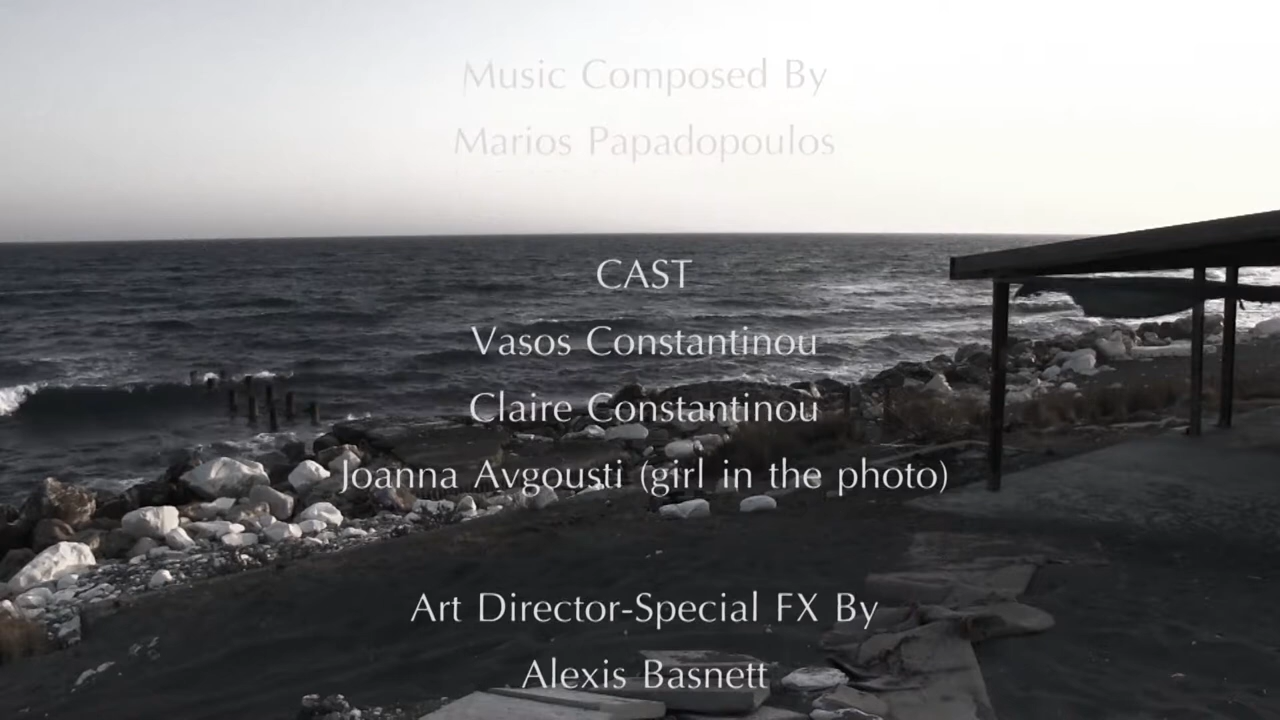 Music Composed By
Marios Papadopoulos
CAST
Vasos Constantinou
Claire Constantinou
Joanna Avgousti (girl in the photo)
Art Director-Special FX By
Alexis Basnett